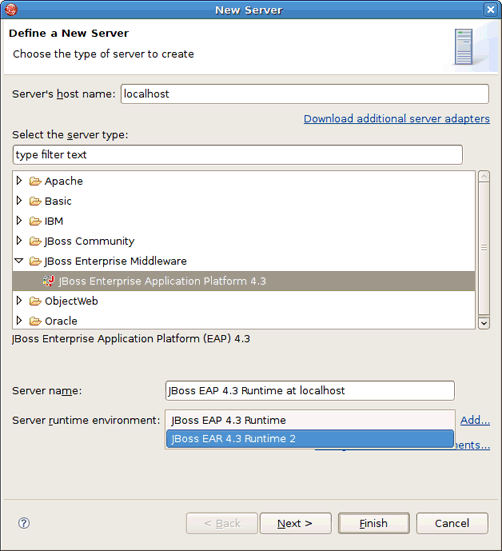 New Server
Define a New Server
Choose the type of server to create
Server's host name: localhost
Download additional server adapters
Select the server type:
type filter text
Apache
Basic
IBM
JBoss Community
JBoss Enterprise Middleware
JBoss Enterprise Application Platform 4.3
ObjectWeb
Oracle
JBoss Enterprise Application Platform (EAP) 4.3
Server name: JBoss EAP 4.3 Runtime at localhost
Server runtime environment: JBoss EAP 4.3 Runtime Add...
JBoss EAR 4.3 Runtime 2
< Back Next > Finish Cancel